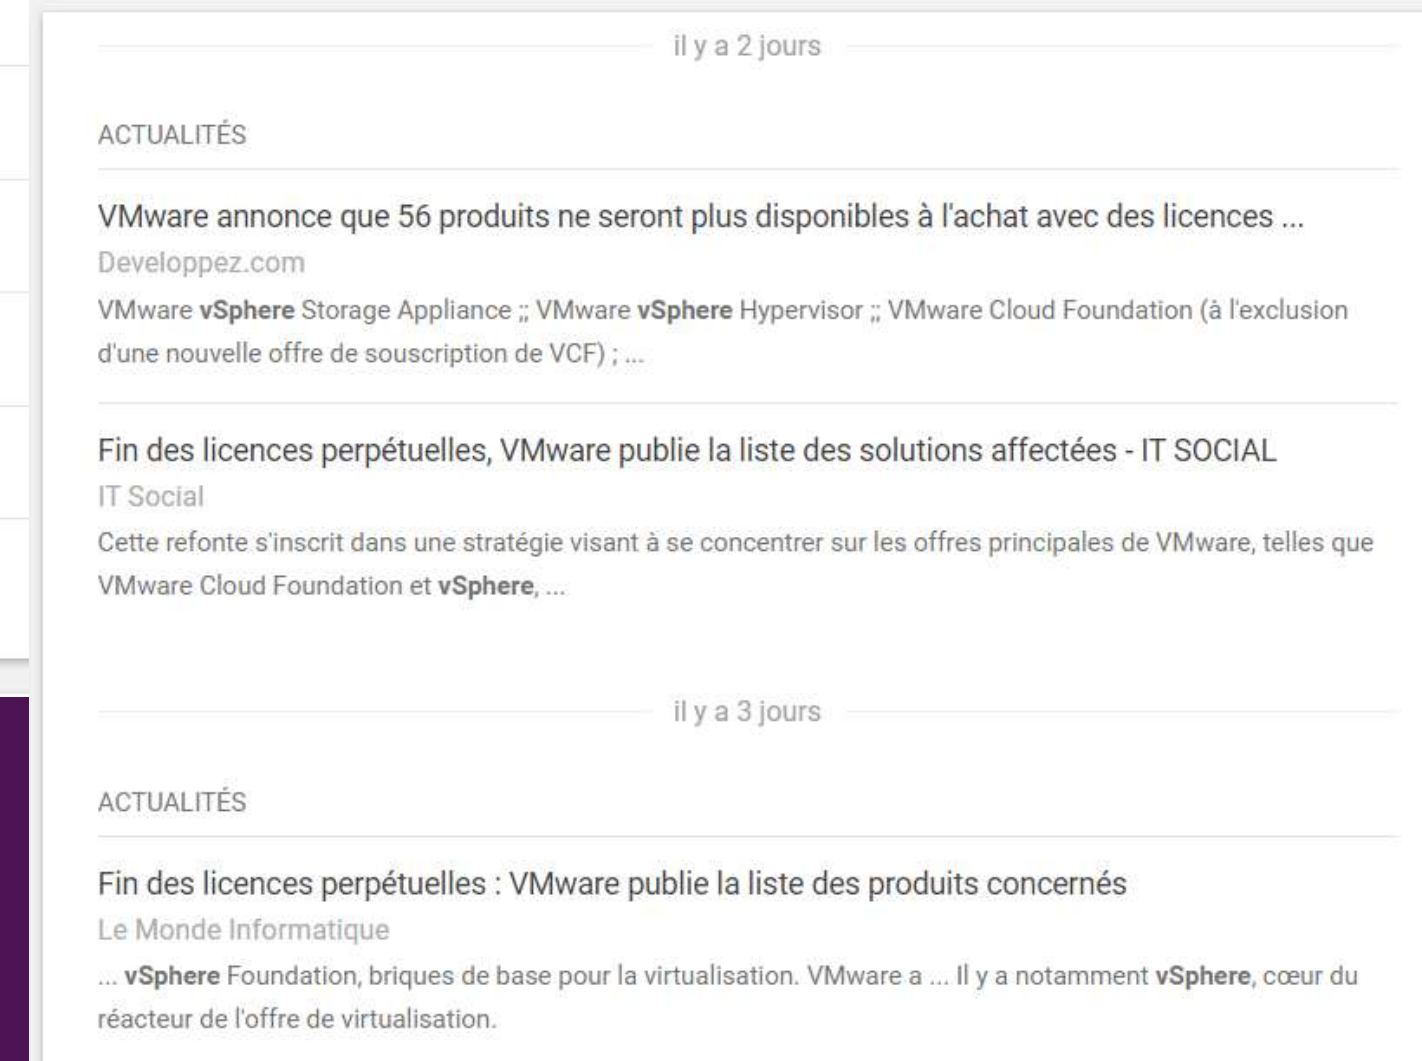 il y a 2 jours
ACTUALITÉS
VMware annonce que 56 produits ne seront plus disponibles à l'achat avec des licences ...
Developpez.com
VMware vSphere Storage Appliance ;; VMware vSphere Hypervisor ;; VMware Cloud Foundation (à l'exclusion
d'une nouvelle offre de souscription de VCF) ; ...
Fin des licences perpétuelles, VMware publie la liste des solutions affectées - IT SOCIAL
IT Social
Cette refonte s'inscrit dans une stratégie visant à se concentrer sur les offres principales de VMware, telles que
VMware Cloud Foundation et vSphere, ...
il y a 3 jours
ACTUALITÉS
Fin des licences perpétuelles : VMware publie la liste des produits concernés
Le Monde Informatique
... vSphere Foundation, briques de base pour la virtualisation. VMware a ... Il y a notamment vSphere, cœur du
réacteur de l'offre de virtualisation.